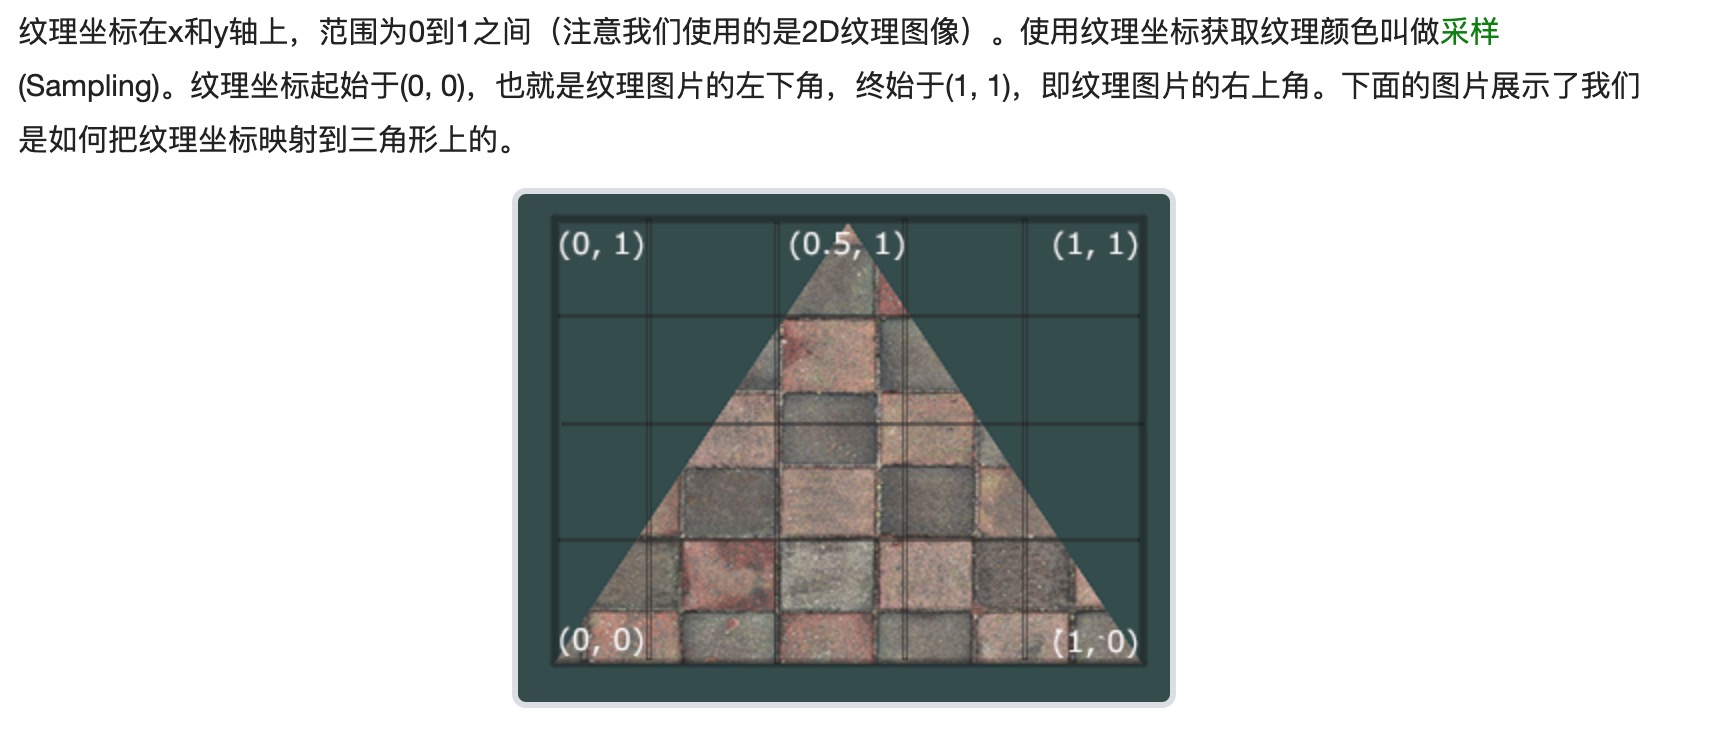 纹理坐标在x和y轴上，范围为0到1之间（注意我们使用的是2D纹理图像）。使用纹理坐标获取纹理颜色叫做采样
(Sampling)。纹理坐标起始于(0, 0)，也就是纹理图片的左下角，终始于(1, 1)，即纹理图片的右上角。下面的图片展示了我们
是如何把纹理坐标映射到三角形上的。
(0, 1) (0.5, 1) (1, 1)
(0, 0) (1, 0)